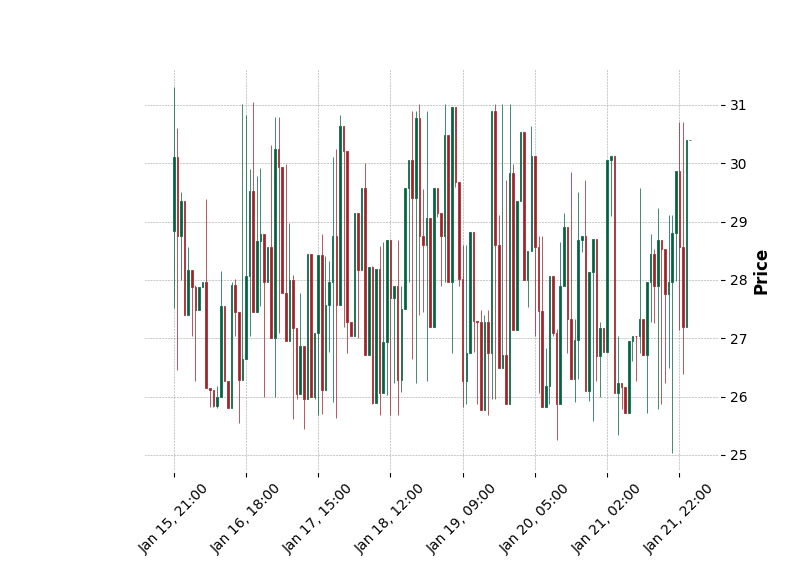 31
30
29
28
27
26
25
Price
Jan 15, 21:00
Jan 16, 18:00
Jan 17, 15:00
Jan 18, 12:00
Jan 19, 09:00
Jan 20, 05:00
Jan 21, 02:00
Jan 21, 22:00